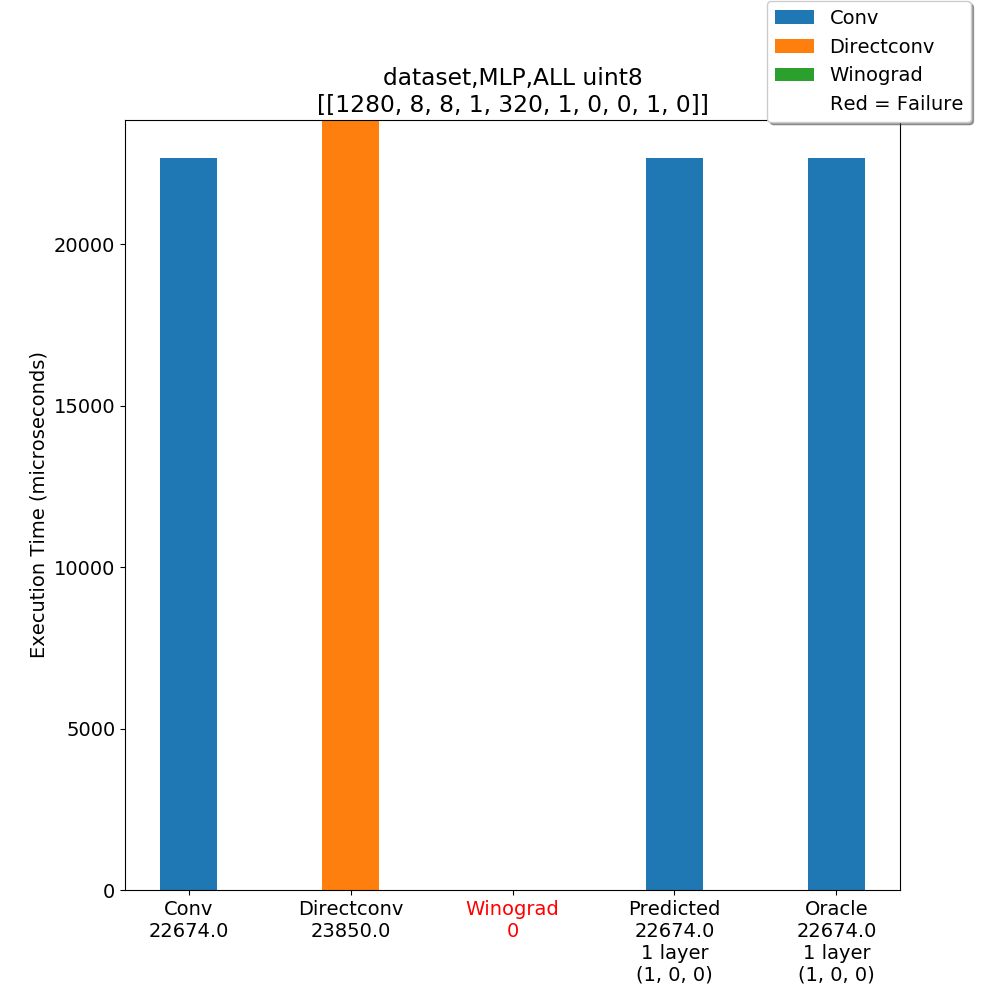 Conv
Directconv
Winograd
Red = Failure
dataset,MLP,ALL uint8
[[1280, 8, 8, 1, 320, 1, 0, 0, 1, 0]]
Execution Time (microseconds)
20000
15000
10000
5000
0
Conv
22674.0
Directconv
23850.0
Winograd
0
Predicted
22674.0
1 layer
(1, 0, 0)
Oracle
22674.0
1 layer
(1, 0, 0)